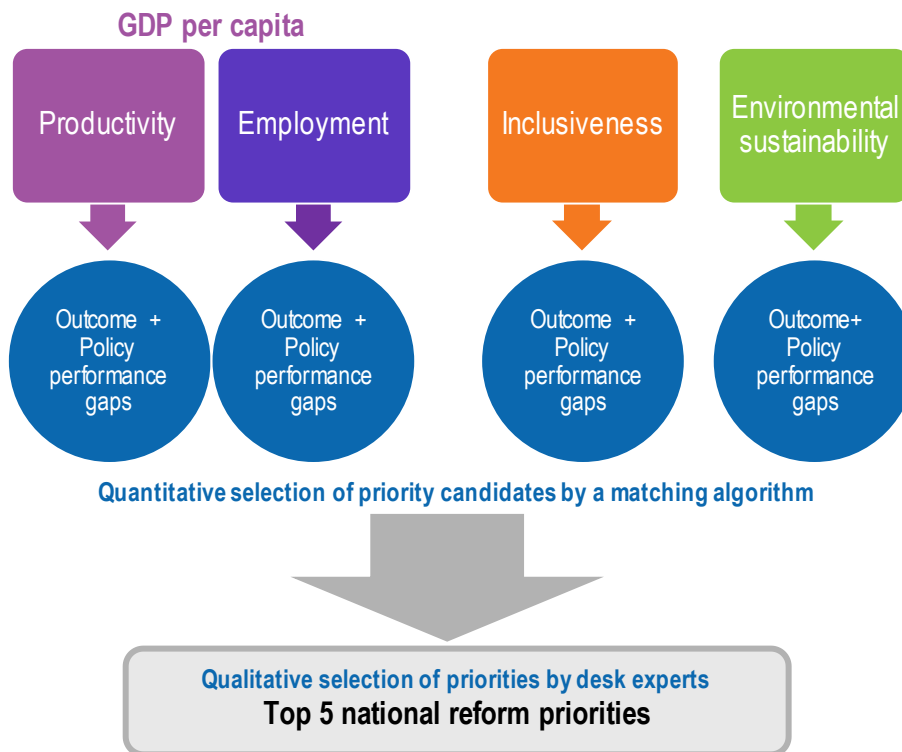 GDP per capita
Productivity
Employment
Inclusiveness
Environmental
sustainability
Outcome +
Policy
performance
gaps
Outcome +
Policy
performance
gaps
Outcome +
Policy
performance
gaps
Outcome+
Policy
performance
gaps
Quantitative selection of priority candidates by a matching algorithm
Qualitative selection of priorities by desk experts
Top 5 national reform priorities